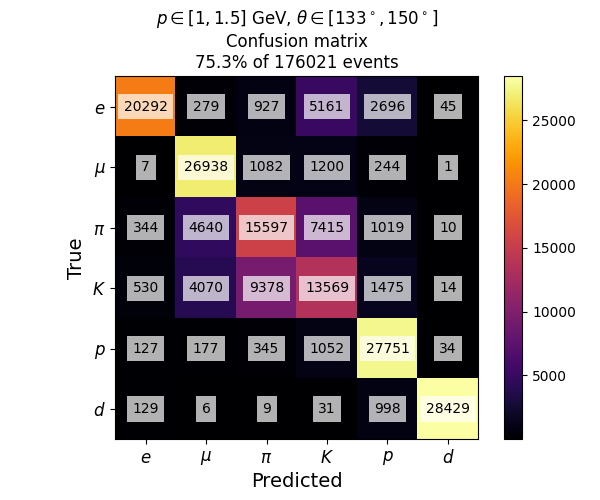 p ∈ [1, 1.5] GeV, θ ∈ [133°, 150°]
Confusion matrix
75.3% of 176021 events
True
e 20292 279 927 5161 2696 45
μ 7 26938 1082 1200 244 1
π 344 4640 15597 7415 1019 10
K 530 4070 9378 13569 1475 14
p 127 177 345 1052 27751 34
d 129 6 9 31 998 28429
e μ π K p d
Predicted
25000
20000
15000
10000
5000